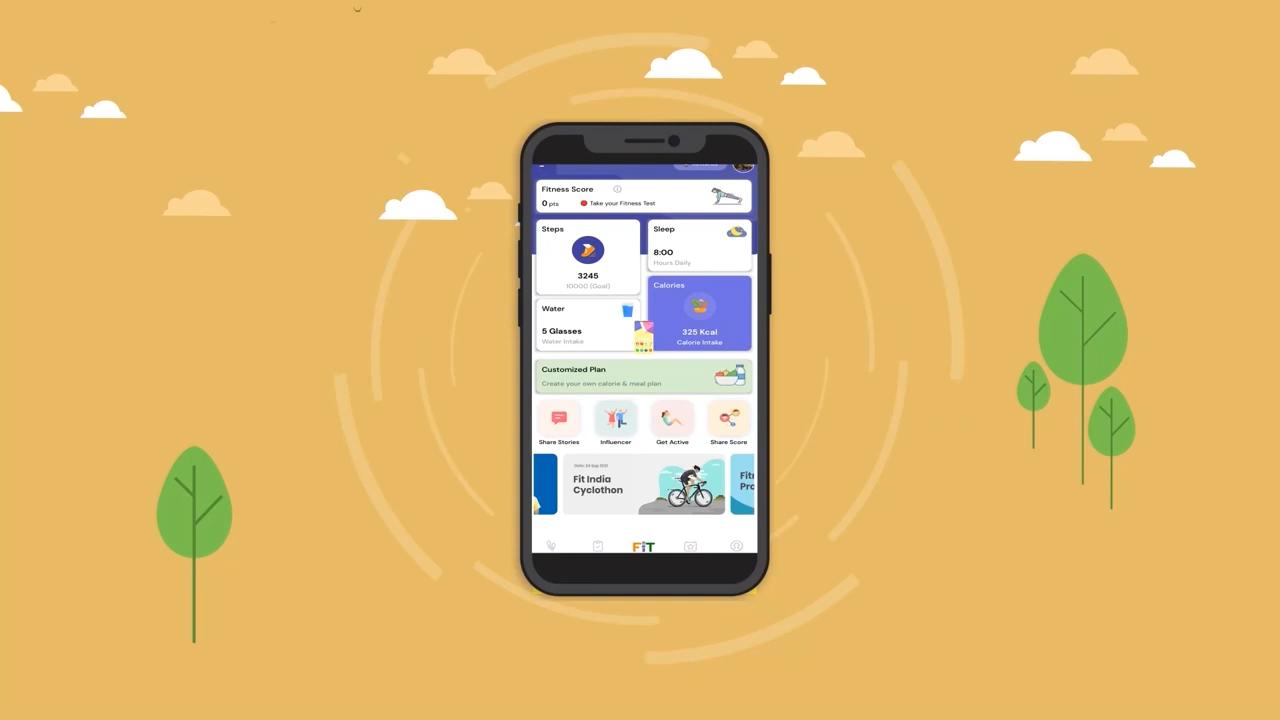 Fitness Score
0 pts
Take your Fitness Test
Steps
3245
10000 (Goal)
Sleep
8:00
Hours Daily
Water
5 Glasses
Water Intake
Calories
325 Kcal
Calorie Intake
Customized Plan
Create your own calorie & meal plan
Share Stories
Influencer
Get Active
Share Score
Fit India
Cyclothon
FiT